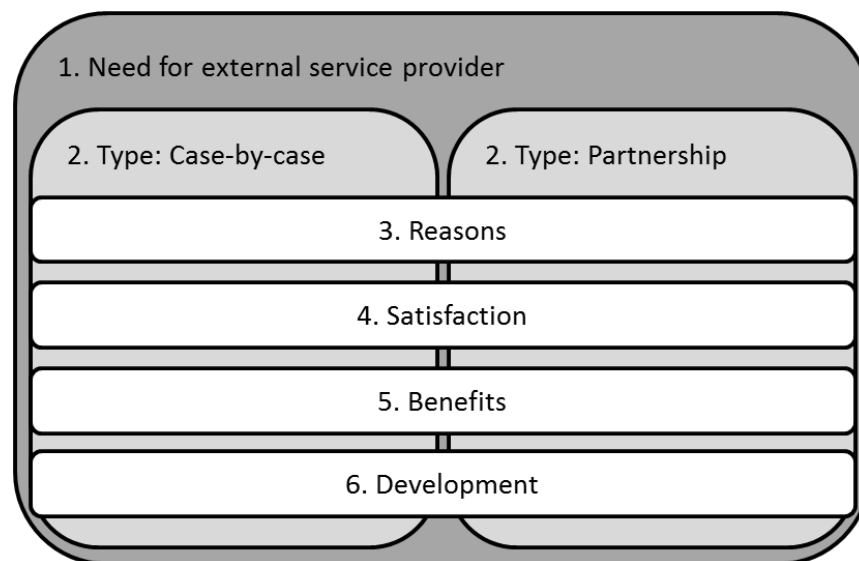 1. Need for external service provider
2. Type: Case-by-case
2. Type: Partnership
3. Reasons
4. Satisfaction
5. Benefits
6. Development